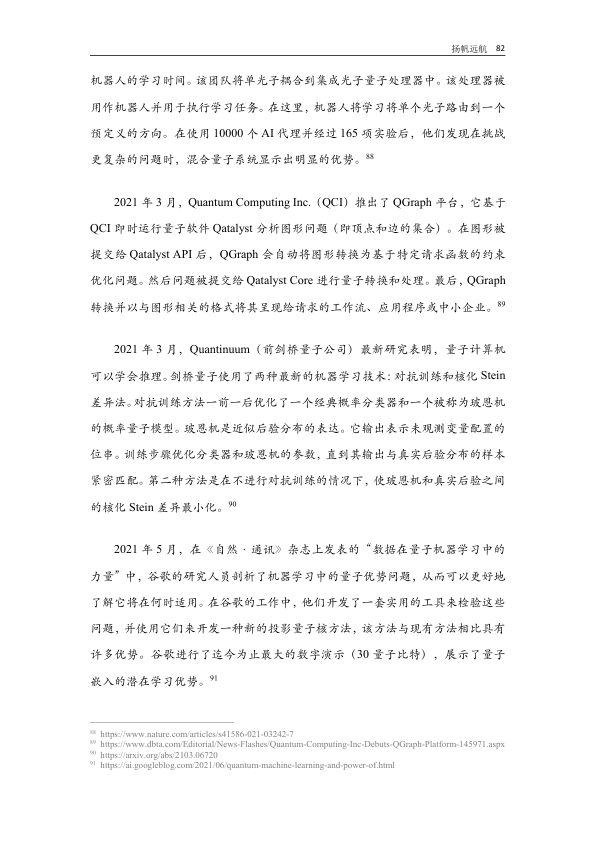 扬帆远航 82
机器人的学习时间。该团队将单光子耦合到集成光子量子处理器中。该处理器被
用作机器人并用于执行学习任务。在这里，机器人将学习将单个光子路由到一个
预定义的方向。在使用 10000 个 AI 代理并经过 165 项实验后，他们发现在挑战
更复杂的问题时，混合量子系统显示出明显的优势。88
2021 年 3 月，Quantum Computing Inc.（QCI）推出了 QGraph 平台，它基于
QCI 即时运行量子软件 Qatalyst 分析图形问题（即顶点和边的集合）。在图形被
提交给 Qatalyst API 后，QGraph 会自动将图形转换为基于特定请求函数的约束
优化问题。然后问题被提交给 Qatalyst Core 进行量子转换和处理。最后，QGraph
转换并以与图形相关的格式将其呈现给请求的工作流、应用程序或中小企业。89
2021 年 3 月，Quantinuum（前剑桥量子公司）最新研究表明，量子计算机
可以学会推理。剑桥量子使用了两种最新的机器学习技术：对抗训练和核化 Stein
差异法。对抗训练方法一前一后优化了一个经典概率分类器和一个被称为玻恩机
的概率量子模型。玻恩机是近似后验分布的表达。它输出表示未观测变量配置的
位串。训练步骤优化分类器和玻恩机的参数，直到其输出与真实后验分布的样本
紧密匹配。第二种方法是在不进行对抗训练的情况下，使玻恩机和真实后验之间
的核化 Stein 差异最小化。90
2021 年 5 月，在《自然·通讯》杂志上发表的“数据在量子机器学习中的
力量”中，谷歌的研究人员剖析了机器学习中的量子优势问题，从而可以更好地
了解它将在何时适用。在谷歌的工作中，他们开发了一套实用的工具来检验这些
问题，并使用它们来开发一种新的投影量子核方法，该方法与现有方法相比具有
许多优势。谷歌进行了迄今为止最大的数字演示（30 量子比特），展示了量子
嵌入的潜在学习优势。91
88 https://www.nature.com/articles/s41586-021-03242-7
89 https://www.dbta.com/Editorial/News-Flashes/Quantum-Computing-Inc-Debuts-QGraph-Platform-145971.aspx
90 https://arxiv.org/abs/2103.06720
91 https://ai.googleblog.com/2021/06/quantum-machine-learning-and-power-of.html